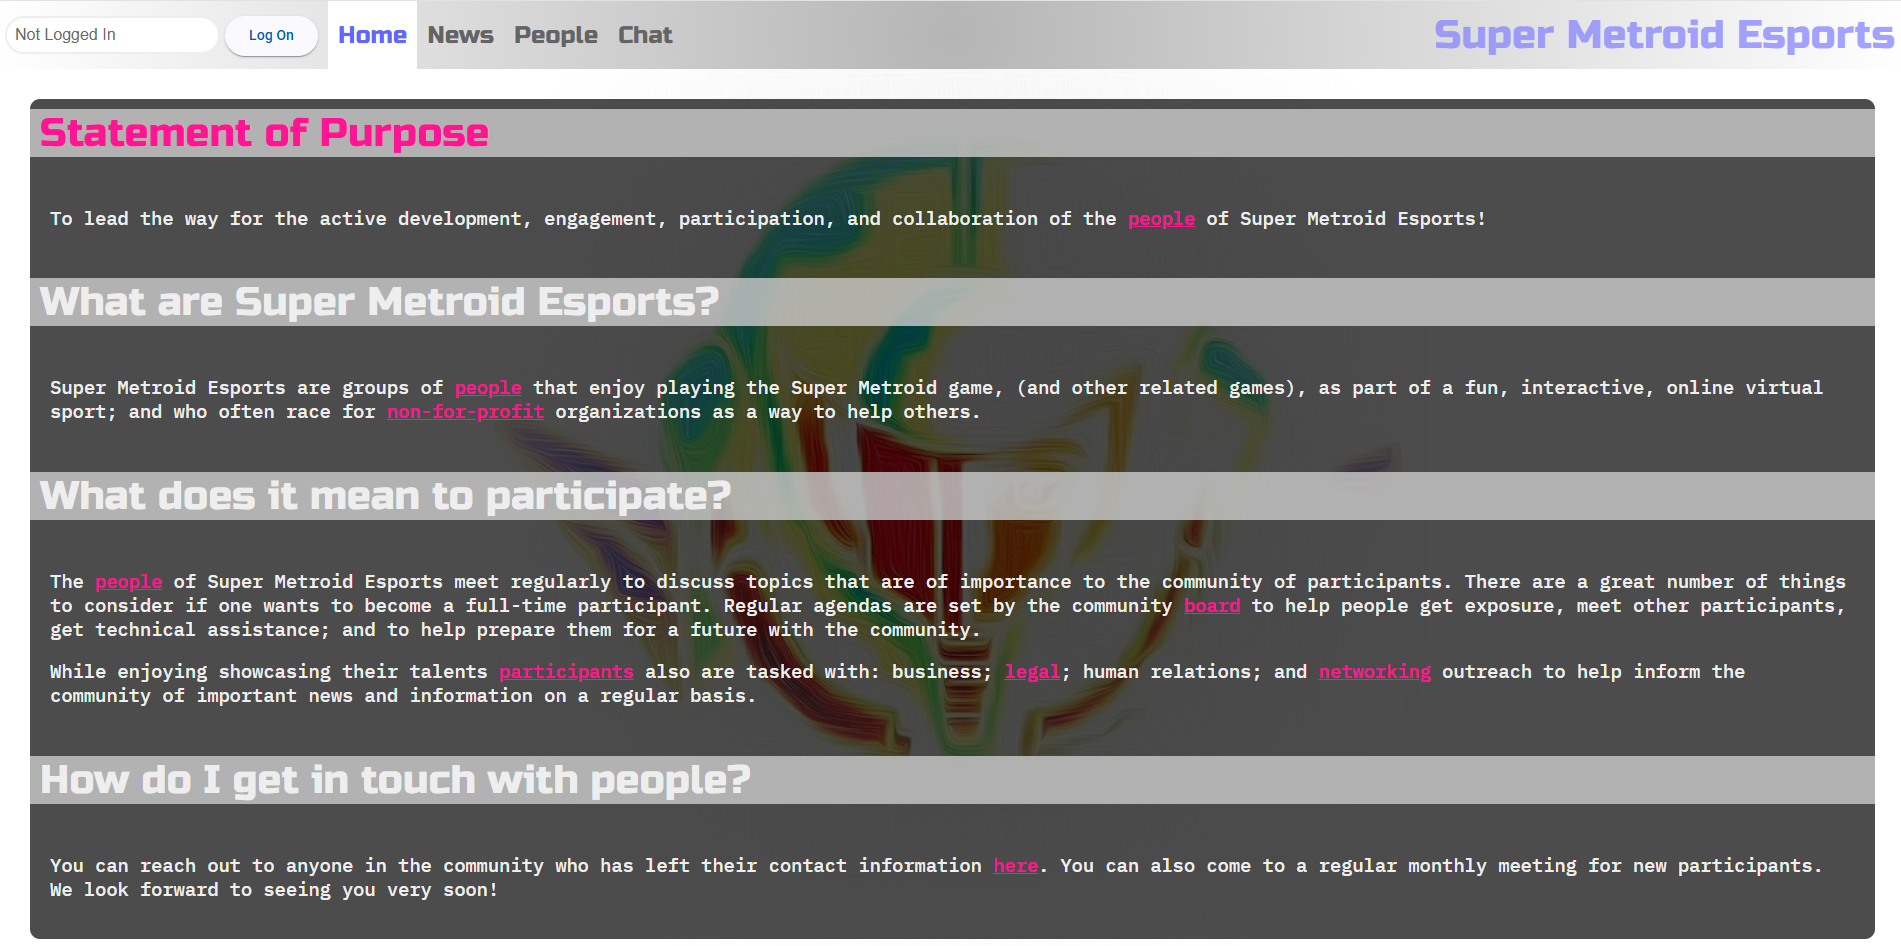 Not Logged In Log On Home News People Chat Super Metroid Esports
Statement of Purpose
To lead the way for the active development, engagement, participation, and collaboration of the people of Super Metroid Esports!
What are Super Metroid Esports?
Super Metroid Esports are groups of people that enjoy playing the Super Metroid game, (and other related games), as part of a fun, interactive, online virtual
sport; and who often race for non-for-profit organizations as a way to help others.
What does it mean to participate?
The people of Super Metroid Esports meet regularly to discuss topics that are of importance to the community of participants. There are a great number of things
to consider if one wants to become a full-time participant. Regular agendas are set by the community board to help people get exposure, meet other participants,
get technical assistance; and to help prepare them for a future with the community.
While enjoying showcasing their talents participants also are tasked with: business; legal; human relations; and networking outreach to help inform the
community of important news and information on a regular basis.
How do I get in touch with people?
You can reach out to anyone in the community who has left their contact information here. You can also come to a regular monthly meeting for new participants.
We look forward to seeing you very soon!